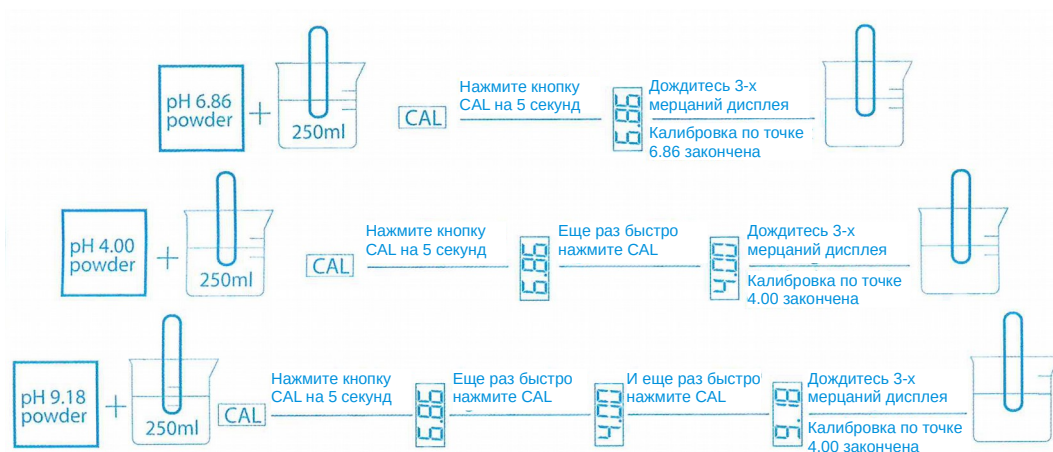 pH 6.86
powder
250ml
CAL
Нажмите кнопку
CAL на 5 секунд
6.86
Дождитесь 3-х
мерцаний дисплея
Калибровка по точке
6.86 закончена
pH 4.00
powder
250ml
CAL
Нажмите кнопку
CAL на 5 секунд
6.86
Еще раз быстро
нажмите CAL
4.00
Дождитесь 3-х
мерцаний дисплея
Калибровка по точке
4.00 закончена
pH 9.18
powder
250ml
CAL
Нажмите кнопку
CAL на 5 секунд
6.86
Еще раз быстро
нажмите CAL
4.00
И еще раз быстро
нажмите CAL
9.18
Дождитесь 3-х
мерцаний дисплея
Калибровка по точке
4.00 закончена